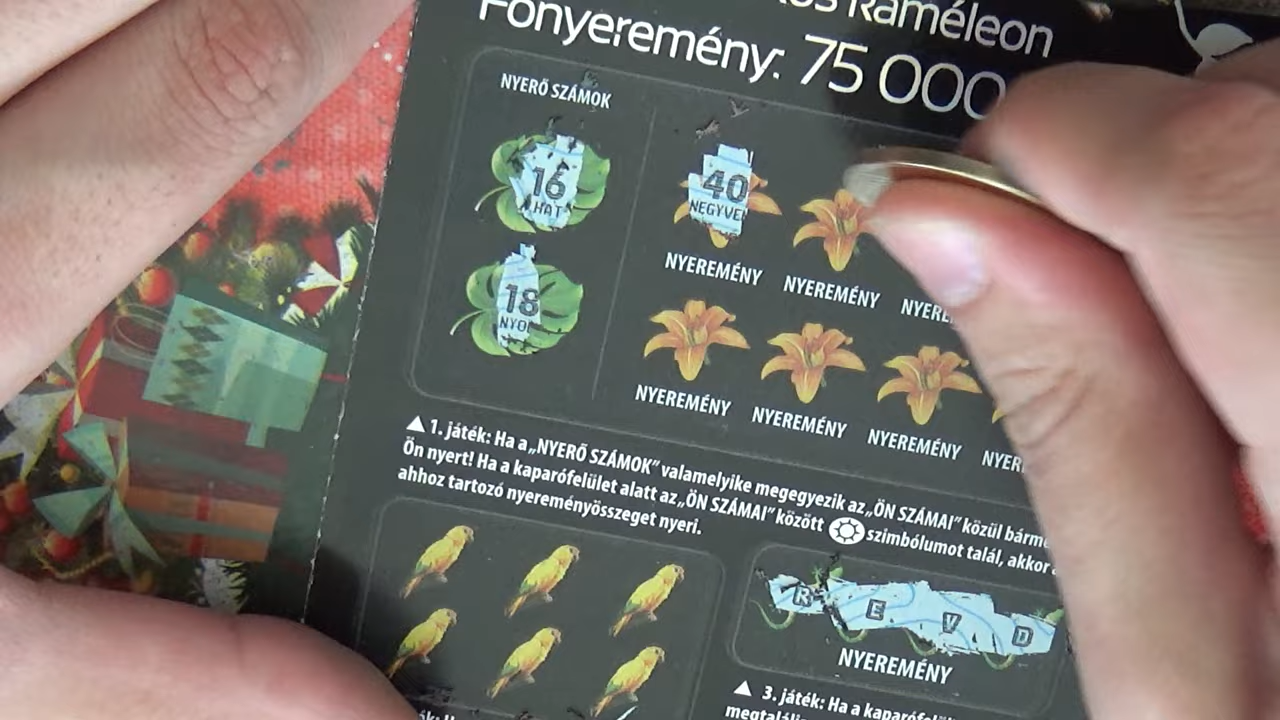 Kaméleon
Főnyeremény: 75 000
NYERŐ SZÁMOK
16
HAT
18
NYOL
40
NEGYVEN
NYEREMÉNY NYEREMÉNY
NYEREMÉNY NYEREMÉNY NYEREMÉNY
1. játék: Ha a „NYERŐ SZÁMOK” valamelyike megegyezik az „ÖN SZÁMAI” közül
Ön nyert! Ha a kaparófelület alatt az „ÖN SZÁMAI” között szimbólumot talál, akkor
ahhoz tartozó nyereményösszeget nyeri.
R E V D
NYEREMÉNY
3. játék: Ha a